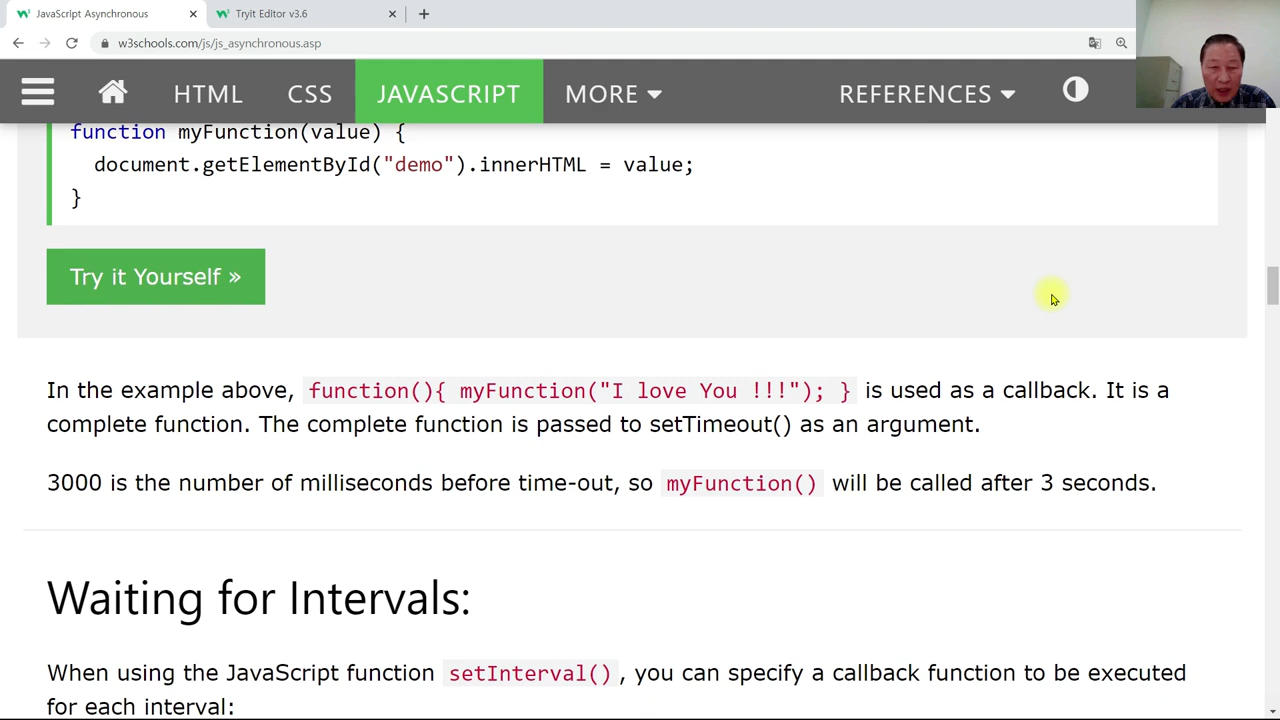 JavaScript Asynchronous
Tryit Editor v3.6
w3schools.com/js/js_asynchronous.asp
HTML CSS JAVASCRIPT MORE REFERENCES
function myFunction(value) {
document.getElementById("demo").innerHTML = value;
}
Try it Yourself »
In the example above, function(){ myFunction("I love You !!!"); } is used as a callback. It is a
complete function. The complete function is passed to setTimeout() as an argument.
3000 is the number of milliseconds before time-out, so myFunction() will be called after 3 seconds.
Waiting for Intervals:
When using the JavaScript function setInterval(), you can specify a callback function to be executed
for each interval: